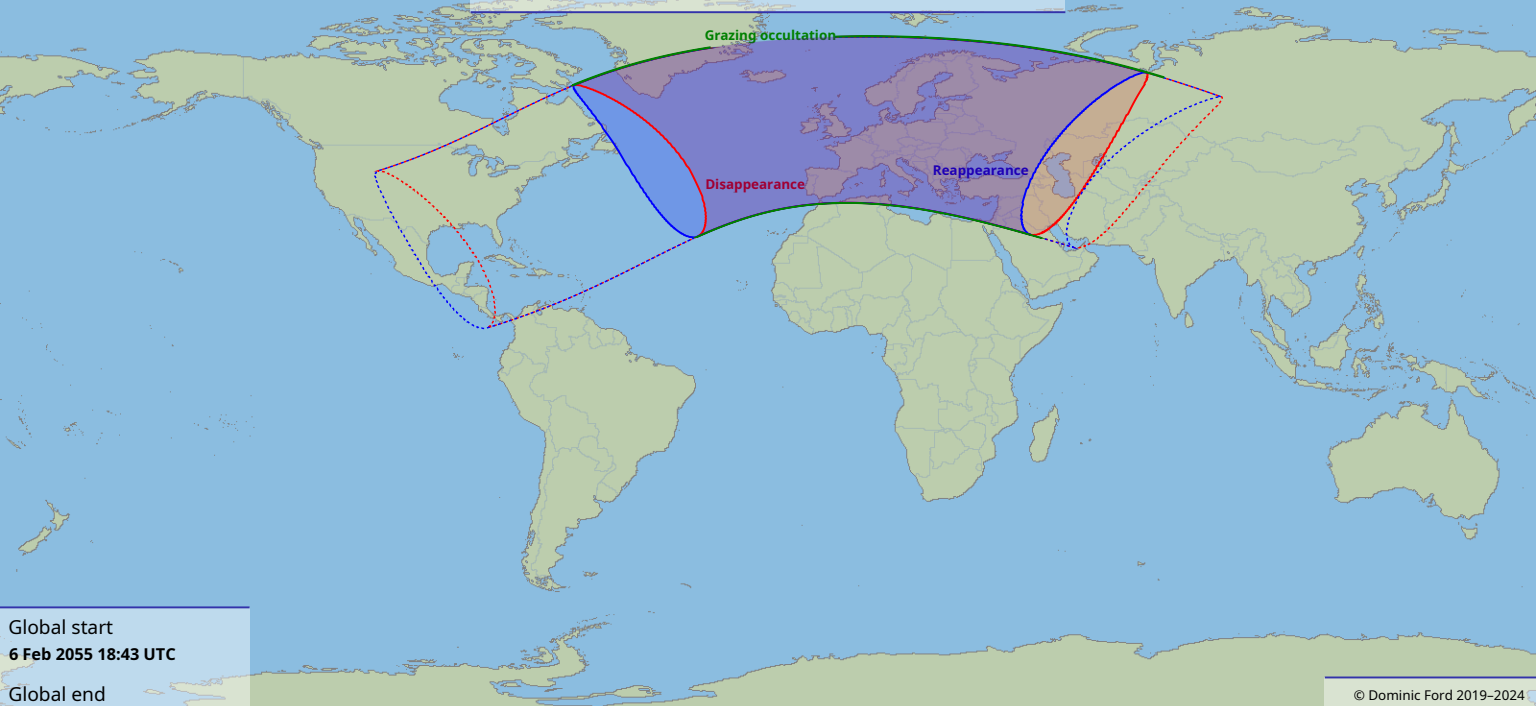 Grazing occultation
Reappearance
Disappearance
Global start
6 Feb 2055 18:43 UTC
Global end
© Dominic Ford 2019–2024